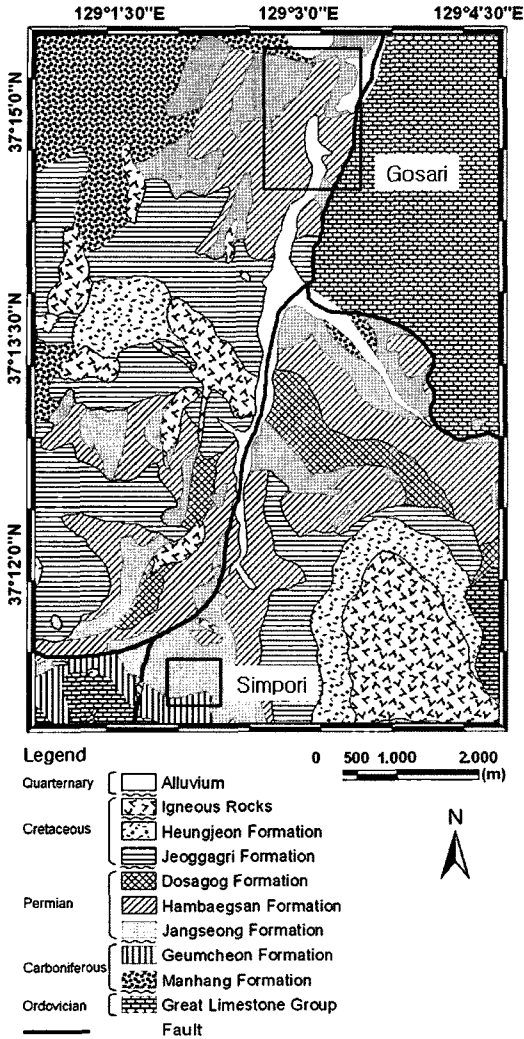 129°1'30"E 129°3'0"E 129°4'30"E
37°15'0"N
Gosari
37°13'30"N
37°12'0"N
Simpori
Legend
0 500 1.000 2.000
(m)
Quarternary
Alluvium
Igneous Rocks
Cretaceous
Heungjeon Formation
Jeoggagri Formation
N
Dosagog Formation
Permian
Hambaegsan Formation
Jangseong Formation
Geumcheon Formation
Carboniferous
Manhang Formation
Ordovician
Great Limestone Group
Fault